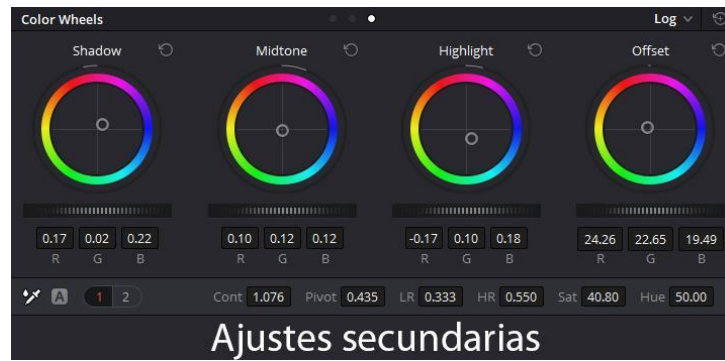 Color Wheels Log
Shadow Midtone Highlight Offset
0.17 0.02 0.22 0.10 0.12 0.12 -0.17 0.10 0.18 24.26 22.65 19.49
R G B R G B R G B R G B
A 1 2 Cont 1.076 Pivot 0.435 LR 0.333 HR 0.550 Sat 40.80 Hue 50.00
Ajustes secundarias